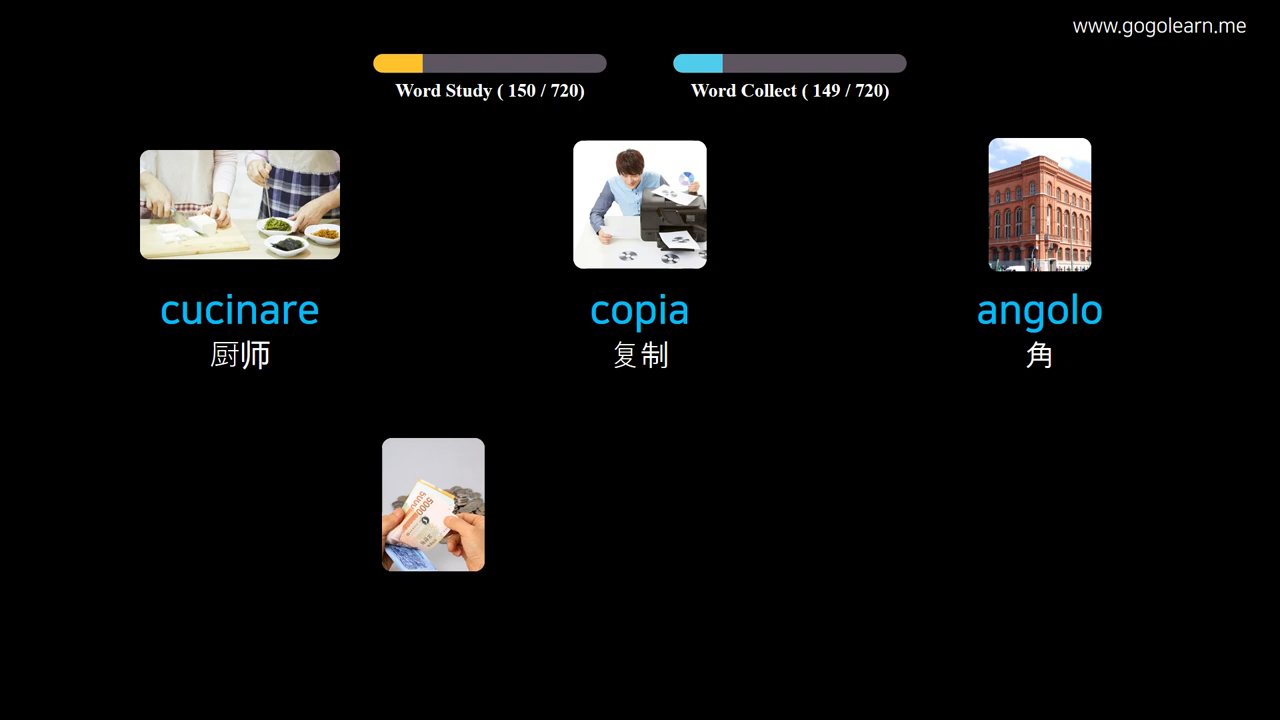 www.gogolearn.me
Word Study ( 150 / 720)
Word Collect ( 149 / 720)
cucinare
厨师
copia
复制
angolo
角
5000